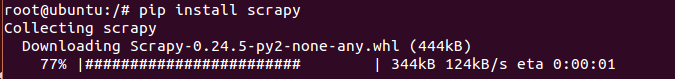 root@ubuntu:/# pip install scrapy
Collecting scrapy
  Downloading Scrapy-0.24.5-py2-none-any.whl (444kB)
    77% |########################        | 344kB 124kB/s eta 0:00:01